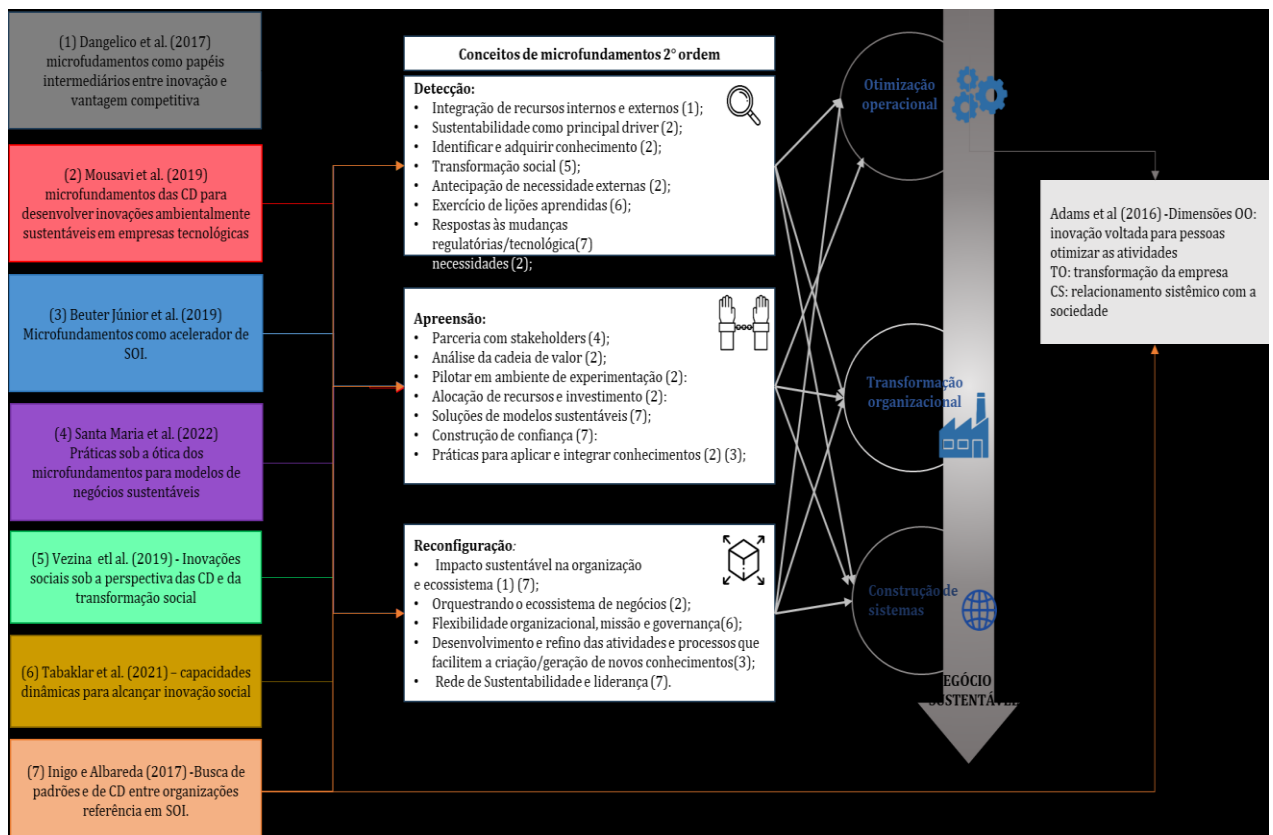 (1) Dangelico et al. (2017)
microfudamentos como papéis
intermediários entre inovação e
vantagem competitiva
(2) Mousavi et al. (2019)
microfundamentos das CD para
desenvolver inovações ambientalmente
sustentáveis em empresas tecnológicas
(3) Beuter Júnior et al. (2019)
Microfundamentos como acelerador de
SOI.
(4) Santa Maria et al. (2022)
Práticas sob a ótica dos
microfundamentos para modelos de
negócios sustentáveis
(5) Vezina etl al. (2019) - Inovações
sociais sob a perspectiva das CD e da
transformação social
(6) Tabaklar et al. (2021) – capacidades
dinâmicas para alcançar inovação social
(7) Inigo e Albareda (2017) -Busca de
padrões e de CD entre organizações
referência em SOI.
Conceitos de microfundamentos 2° ordem
Detecção:
• Integração de recursos internos e externos (1);
• Sustentabilidade como principal driver (2);
• Identificar e adquirir conhecimento (2);
• Transformação social (5);
• Antecipação de necessidade externas (2);
• Exercício de lições aprendidas (6);
• Respostas às mudanças
regulatórias/tecnológica(7)
necessidades (2);
Apreensão:
• Parceria com stakeholders (4);
• Análise da cadeia de valor (2);
• Pilotar em ambiente de experimentação (2):
• Alocação de recursos e investimento (2):
• Soluções de modelos sustentáveis (7);
• Construção de confiança (7):
• Práticas para aplicar e integrar conhecimentos (2) (3);
Reconfiguração:
• Impacto sustentável na organização
e ecossistema (1) (7);
• Orquestrando o ecossistema de negócios (2);
• Flexibilidade organizacional, missão e governança(6);
• Desenvolvimento e refino das atividades e processos que
facilitem a criação/geração de novos conhecimentos(3);
• Rede de Sustentabilidade e liderança (7).
Otimização
operacional
Transformação
organizacional
Construção de
sistemas
EGÓCIO
SUSTENTÁVEL
Adams et al (2016) -Dimensões OO:
inovação voltada para pessoas
otimizar as atividades
TO: transformação da empresa
CS: relacionamento sistêmico com a
sociedade